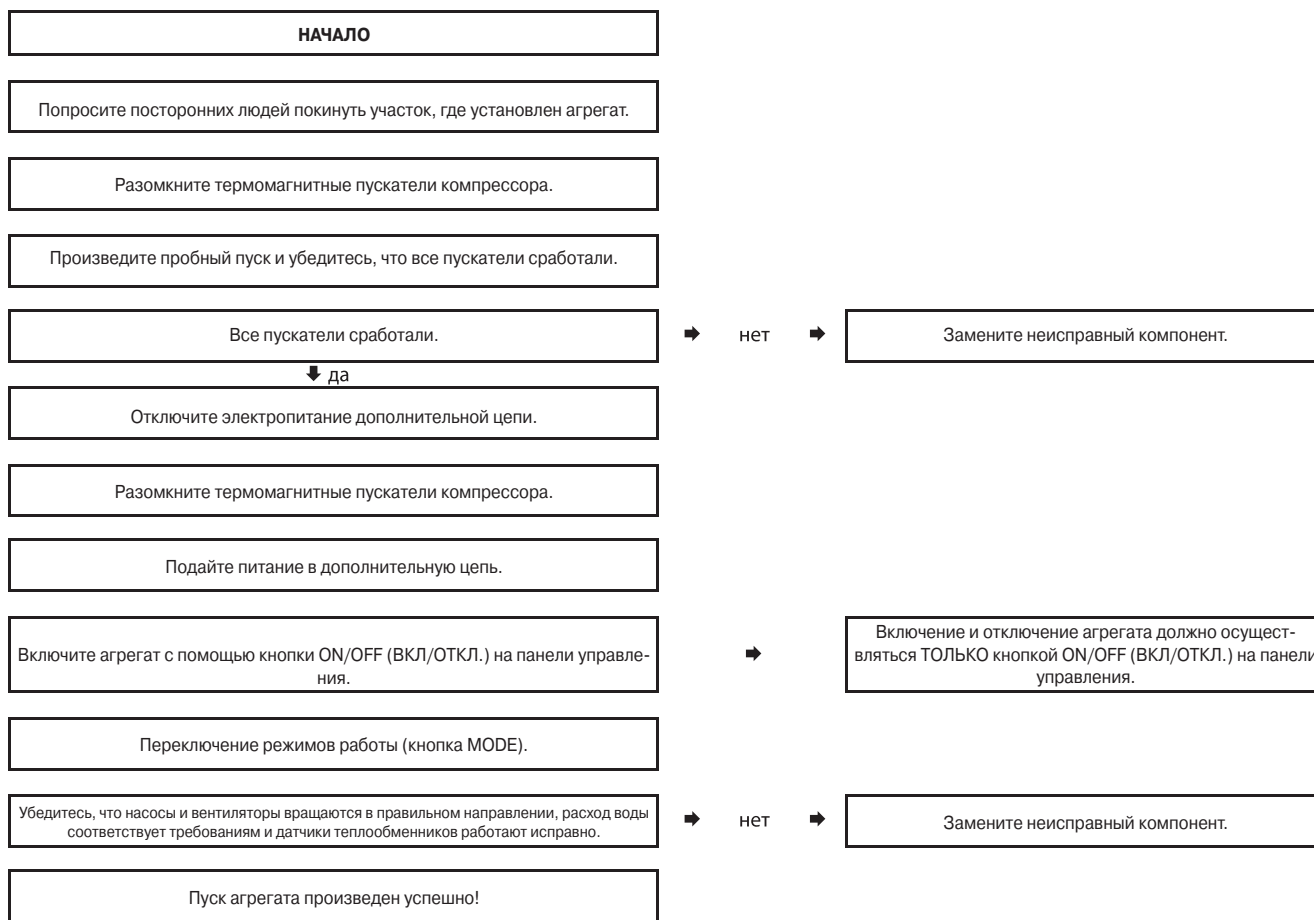 НАЧАЛО
Попросите посторонних людей покинуть участок, где установлен агрегат.
Разомкните термомагнитные пускатели компрессора.
Произведите пробный пуск и убедитесь, что все пускатели сработали.
Все пускатели сработали.
нет
Замените неисправный компонент.
да
Отключите электропитание дополнительной цепи.
Разомкните термомагнитные пускатели компрессора.
Подайте питание в дополнительную цепь.
Включите агрегат с помощью кнопки ON/OFF (ВКЛ/ОТКЛ.) на панели управле-
ния.
Включение и отключение агрегата должно осущест-
вляться ТОЛЬКО кнопкой ON/OFF (ВКЛ/ОТКЛ.) на панели
управления.
Переключение режимов работы (кнопка MODE).
Убедитесь, что насосы и вентиляторы вращаются в правильном направлении, расход воды
соответствует требованиям и датчики теплообменников работают исправно.
нет
Замените неисправный компонент.
Пуск агрегата произведен успешно!